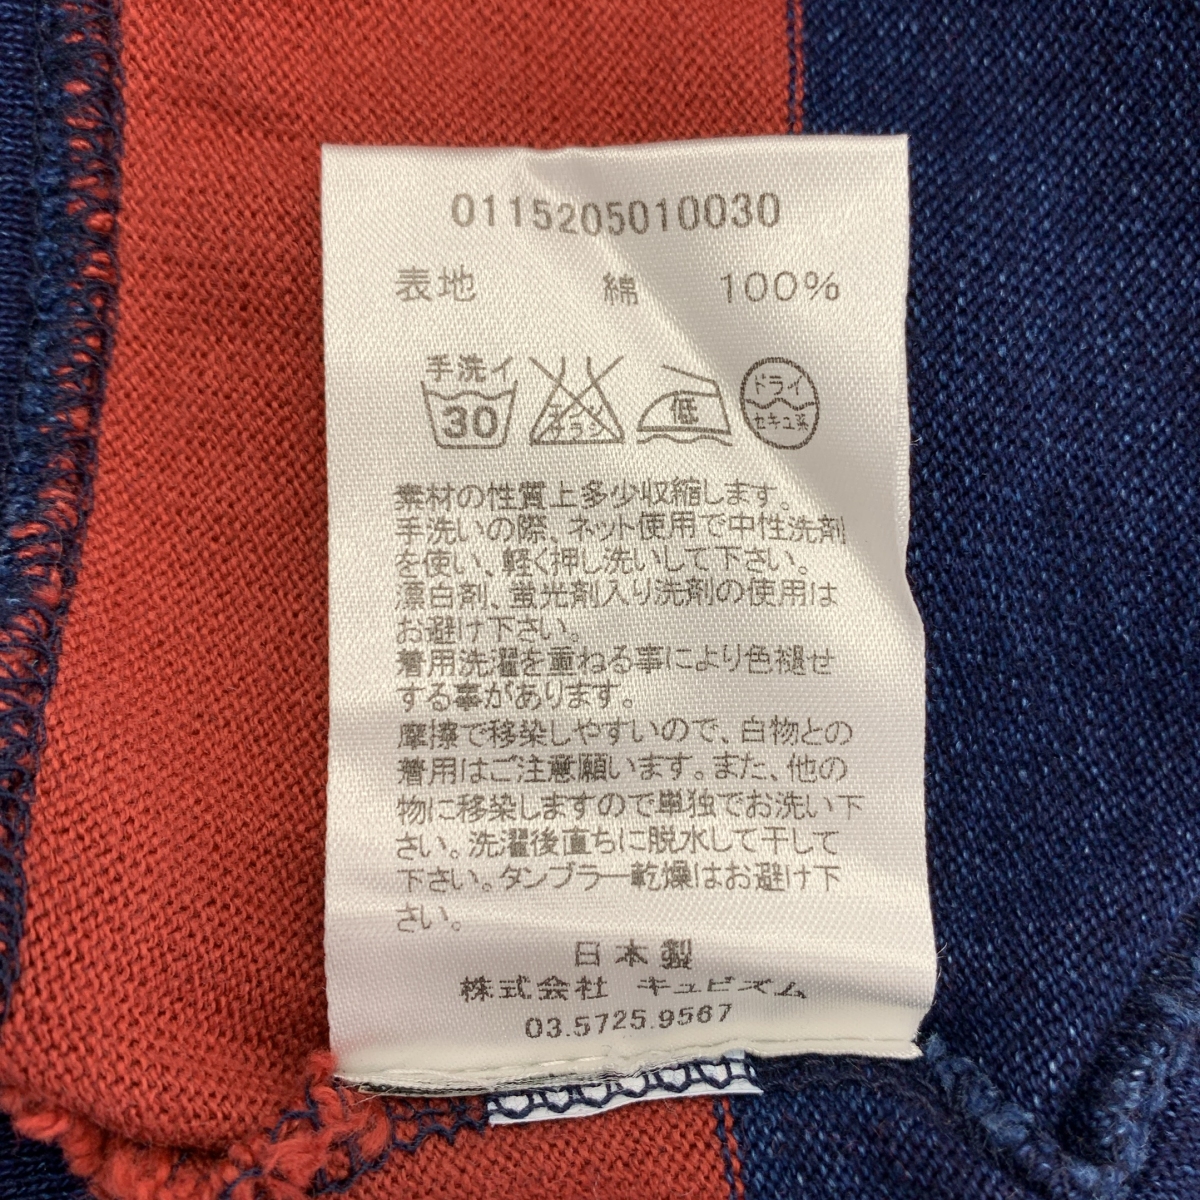 0115205010030
表地 綿 100%
手洗イ
30 エンソ サラシ 低 ドライ セキユ系
素材の性質上多少収縮します。
手洗いの際、ネット使用で中性洗剤
を使い、軽く押し洗いして下さい。
漂白剤、蛍光剤入り洗剤の使用は
お避け下さい。
着用洗濯を重ねる事により色褪せ
する事があります。
摩擦で移染しやすいので、白物との
着用はご注意願います。また、他の
物に移染しますので単独でお洗い下
さい。洗濯後直ちに脱水して干して
下さい。タンブラー乾燥はお避け下
さい。
日本製
株式会社 キュビズム
03.5725.9567